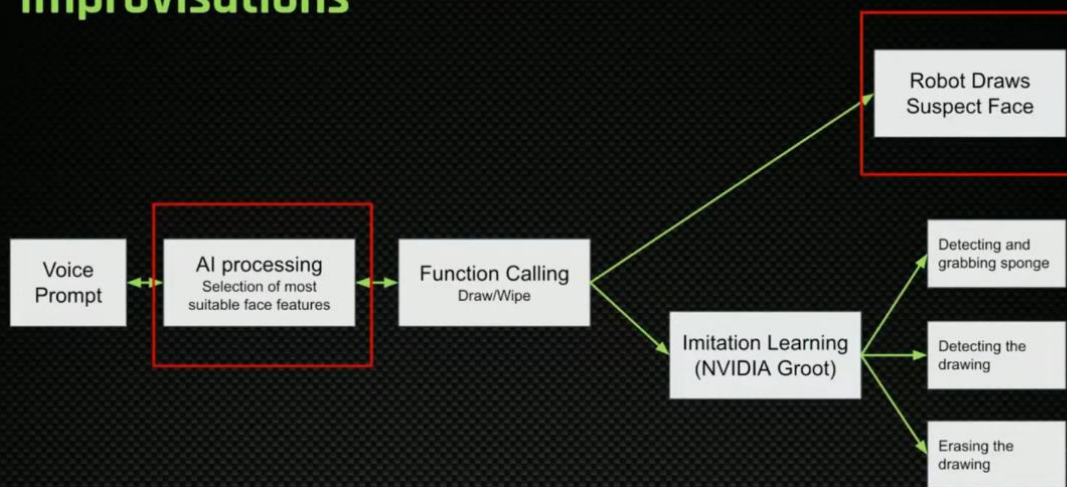 Improvisations
Robot Draws
Suspect Face
Voice
Prompt
AI processing
Selection of most
suitable face features
Function Calling
Draw/Wipe
Imitation Learning
(NVIDIA Groot)
Detecting and
grabbing sponge
Detecting the
drawing
Erasing the
drawing